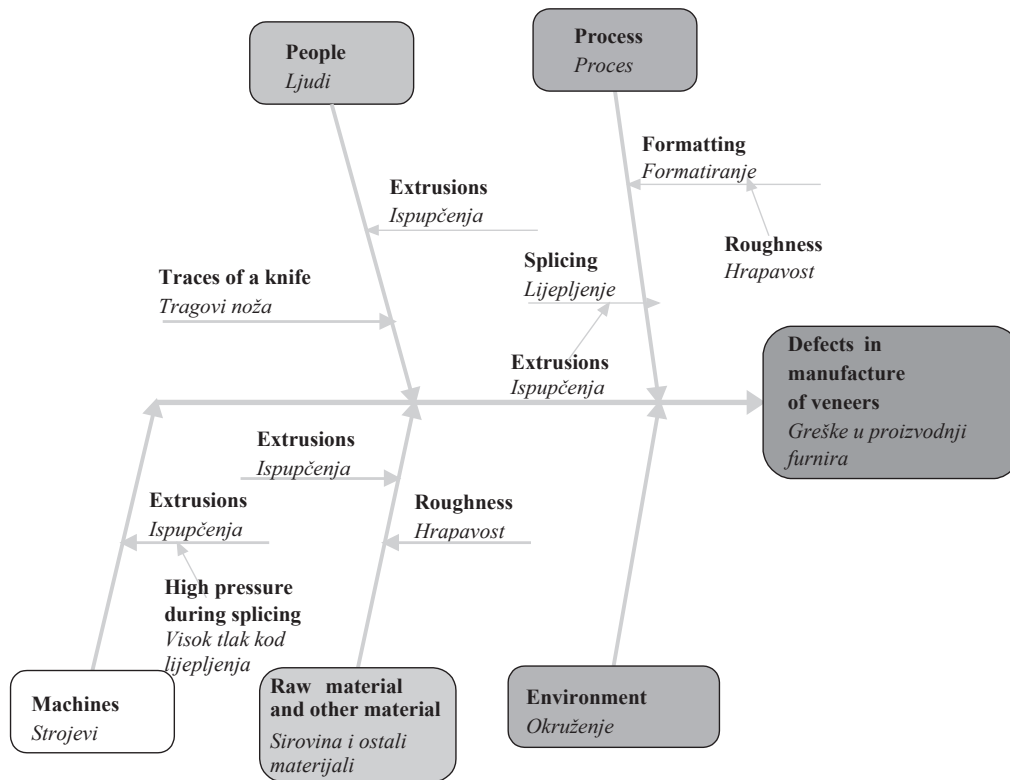 People
Ljudi
Process
Proces
Formatting
Formatiranje
Extrusions
Ispupčenja
Roughness
Hrapavost
Splicing
Lijepljenje
Traces of a knife
Tragovi noža
Extrusions
Ispupčenja
Defects in
manufacture
of veneers
Greške u proizvodnji
furnira
Extrusions
Ispupčenja
Extrusions
Ispupčenja
Roughness
Hrapavost
High pressure
during splicing
Visok tlak kod
lijepljenja
Machines
Strojevi
Raw material
and other material
Sirovina i ostali
materijali
Environment
Okruženje